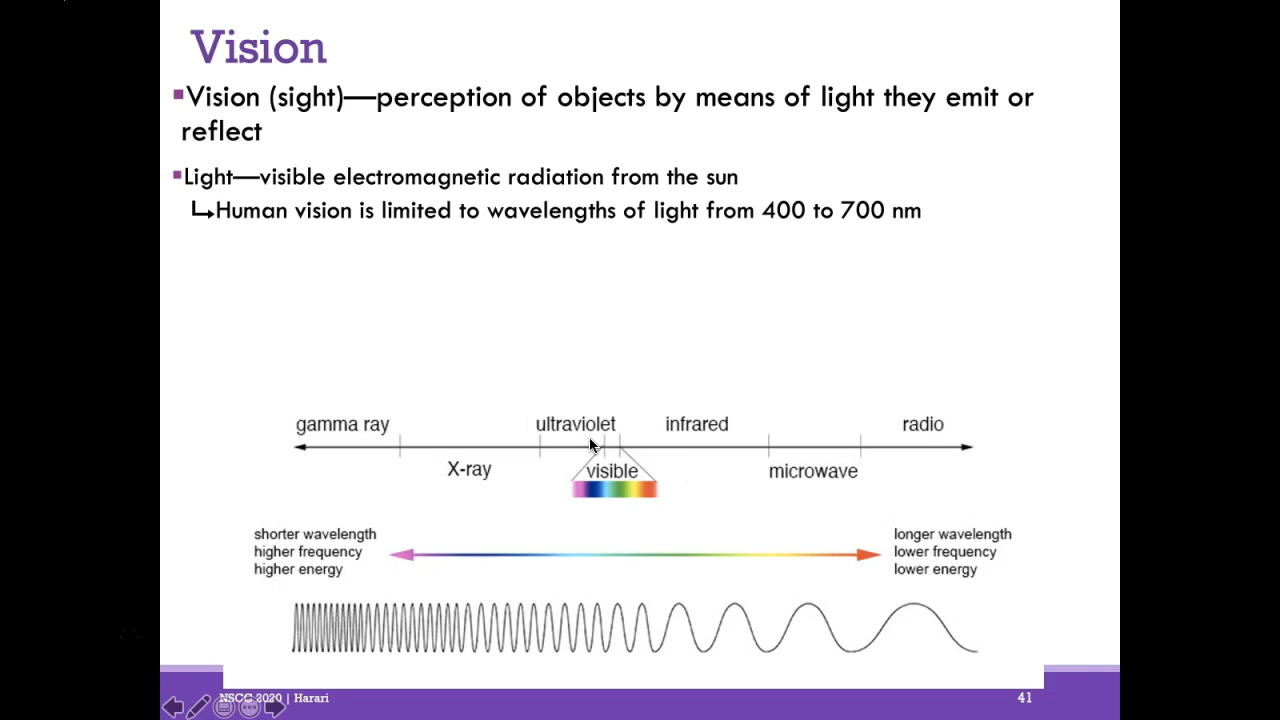 Vision
▪Vision (sight)—perception of objects by means of light they emit or
reflect
▪Light—visible electromagnetic radiation from the sun
↳Human vision is limited to wavelengths of light from 400 to 700 nm
gamma ray ultraviolet infrared radio
X-ray visible microwave
shorter wavelength
higher frequency
higher energy
longer wavelength
lower frequency
lower energy
NSCC 2020 | Harari 41